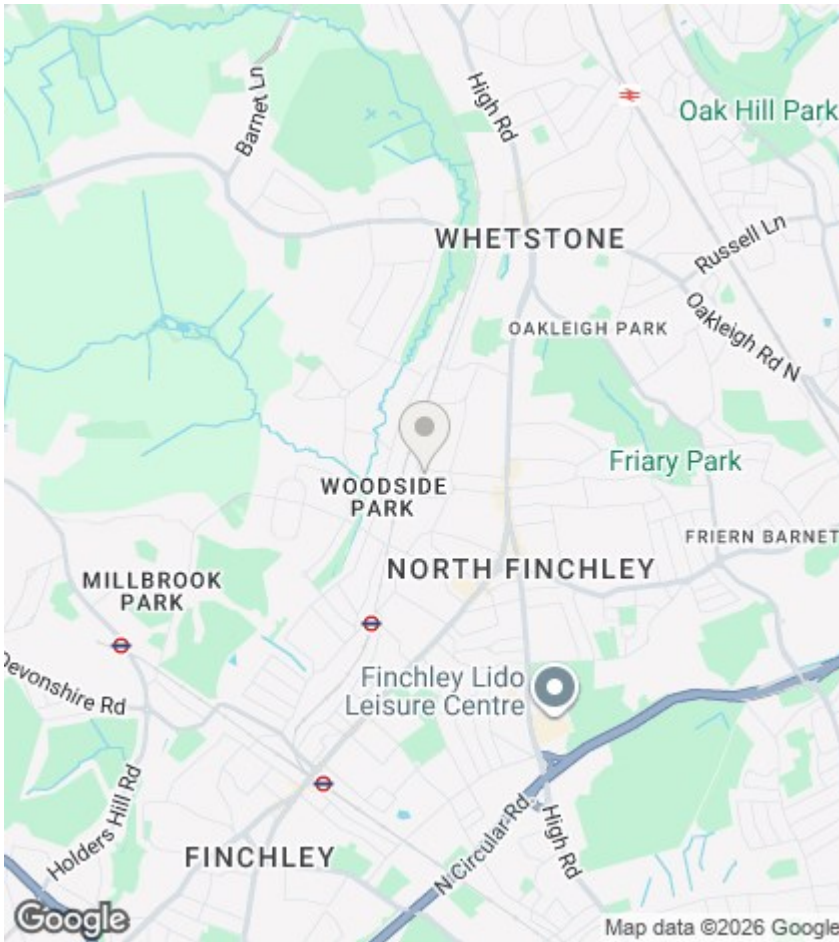 High Rd
Barnet Ln
Oak Hill Park
WHETSTONE
Russell Ln
OAKLEIGH PARK
Oakleigh Rd N
Friary Park
WOODSIDE
PARK
FRIERN BARNET
NORTH FINCHLEY
MILLBROOK
PARK
Devonshire Rd
Finchley Lido
Leisure Centre
Holders Hill Rd
N Circular Rd
High Rd
FINCHLEY
Google
Map data ©2026 Google